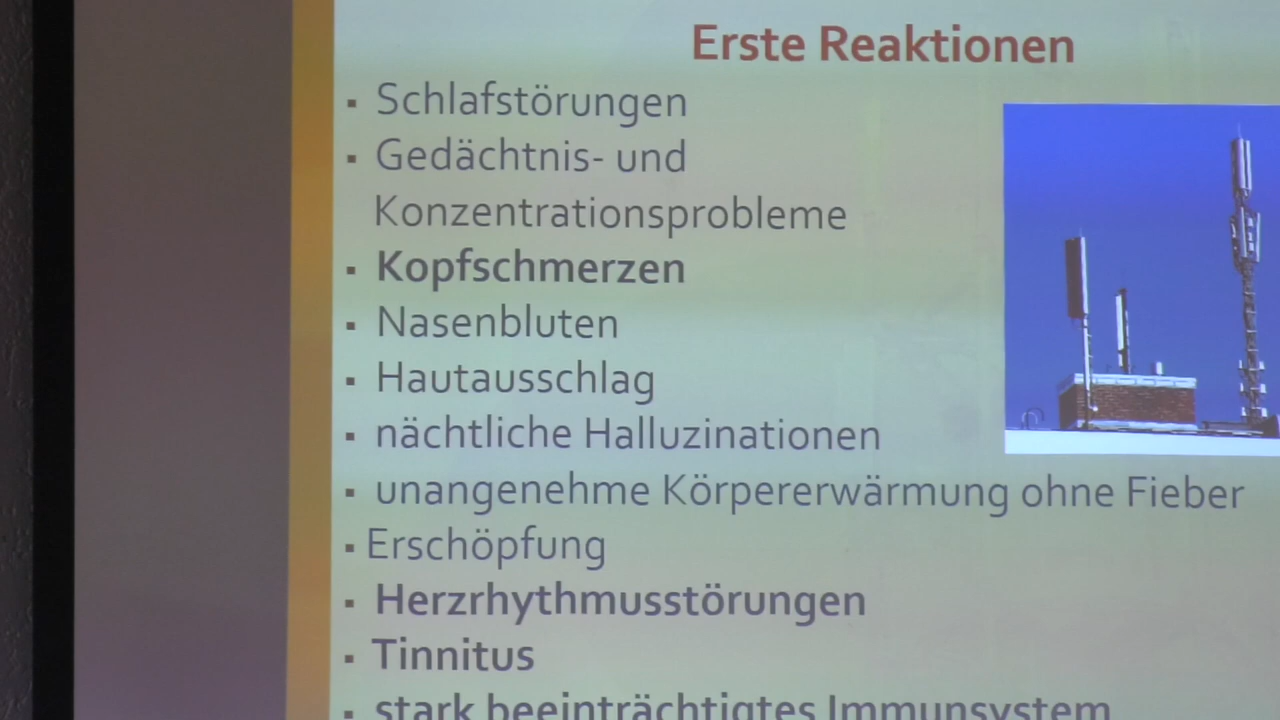 Erste Reaktionen
▪ Schlafstörungen
▪ Gedächtnis- und
Konzentrationsprobleme
▪ Kopfschmerzen
▪ Nasenbluten
▪ Hautausschlag
▪ nächtliche Halluzinationen
▪ unangenehme Körpererwärmung ohne Fieber
▪ Erschöpfung
▪ Herzrhythmusstörungen
▪ Tinnitus
▪ stark beeinträchtigtes Immunsystem